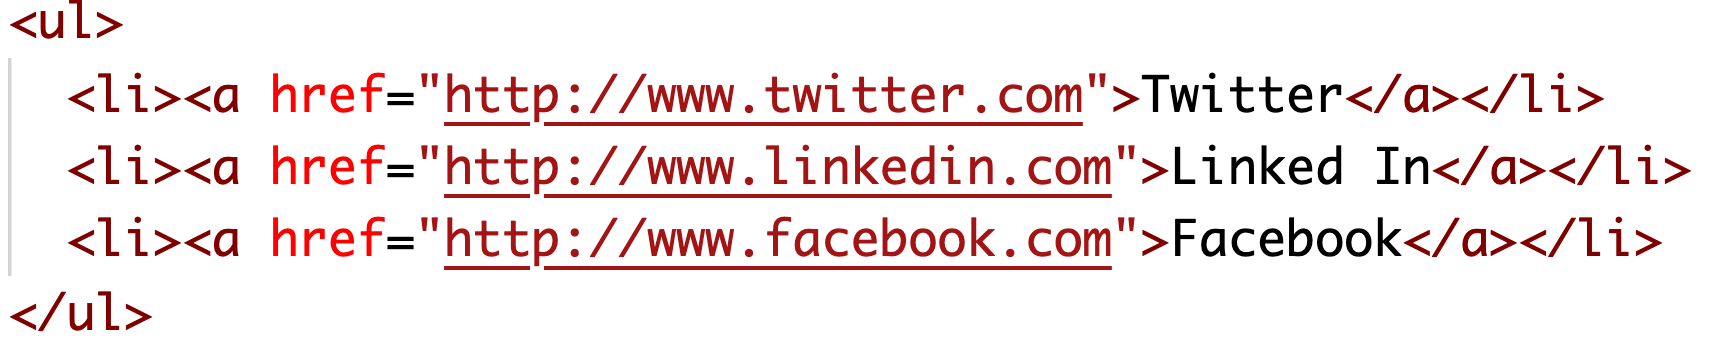 <ul>
  <li><a href="http://www.twitter.com">Twitter</a></li>
  <li><a href="http://www.linkedin.com">Linked In</a></li>
  <li><a href="http://www.facebook.com">Facebook</a></li>
</ul>